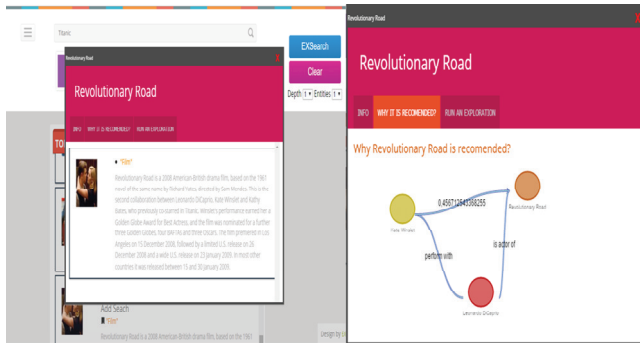 Titanic
EXSearch
Clear
Depth 1 Entities 1
TO
Revolutionary Road
Revolutionary Road
INFO WHY IT IS RECOMENDED? RUN AN EXPLORATION
"Film"
Revolutionary Road is a 2008 American-British drama film, based on the 1961
novel of the same name by Richard Yates, directed by Sam Mendes. This is the
second collaboration between Leonardo DiCaprio, Kate Winslet and Kathy
Bates, who previously co-starred in Titanic. Winslet's performance earned her a
Golden Globe Award for Best Actress, and the film was nominated for a further
three Golden Globes, four BAFTAs and three Oscars. The film premiered in Los
Angeles on 15 December 2008, followed by a limited U.S. release on 26
December 2008 and a wide U.S. release on 23 January 2009. In most other
countries it was released between 15 and 30 January 2009.
Add Seach
"Film"
Revolutionary Road is a 2008 American-British drama film, based on the 1961
Design by
Revolutionary Road
Revolutionary Road
INFO WHY IT IS RECOMENDED? RUN AN EXPLORATION
Why Revolutionary Road is recomended?
0,456712543368255
Revolutionary Road
Kate Winslet
is actor of
perform with
Leonardo DiCaprio